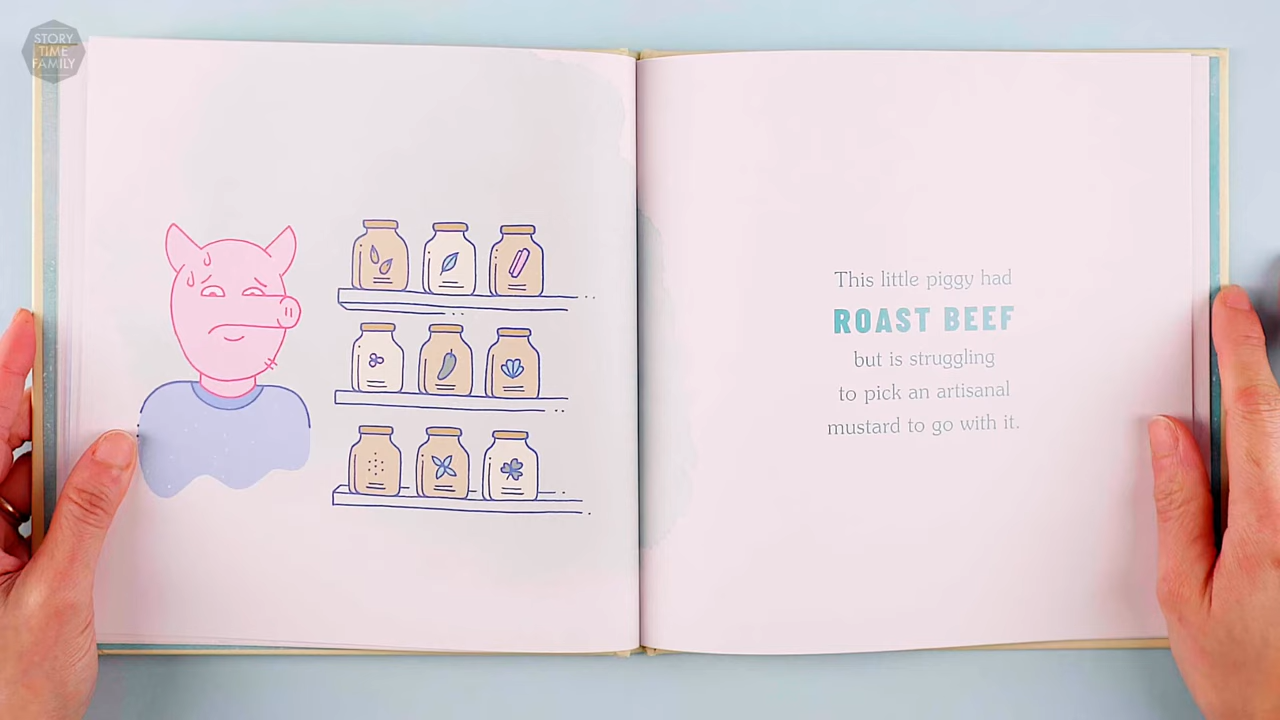 STORY
TIME
FAMILY
This little piggy had
ROAST BEEF
but is struggling
to pick an artisanal
mustard to go with it.